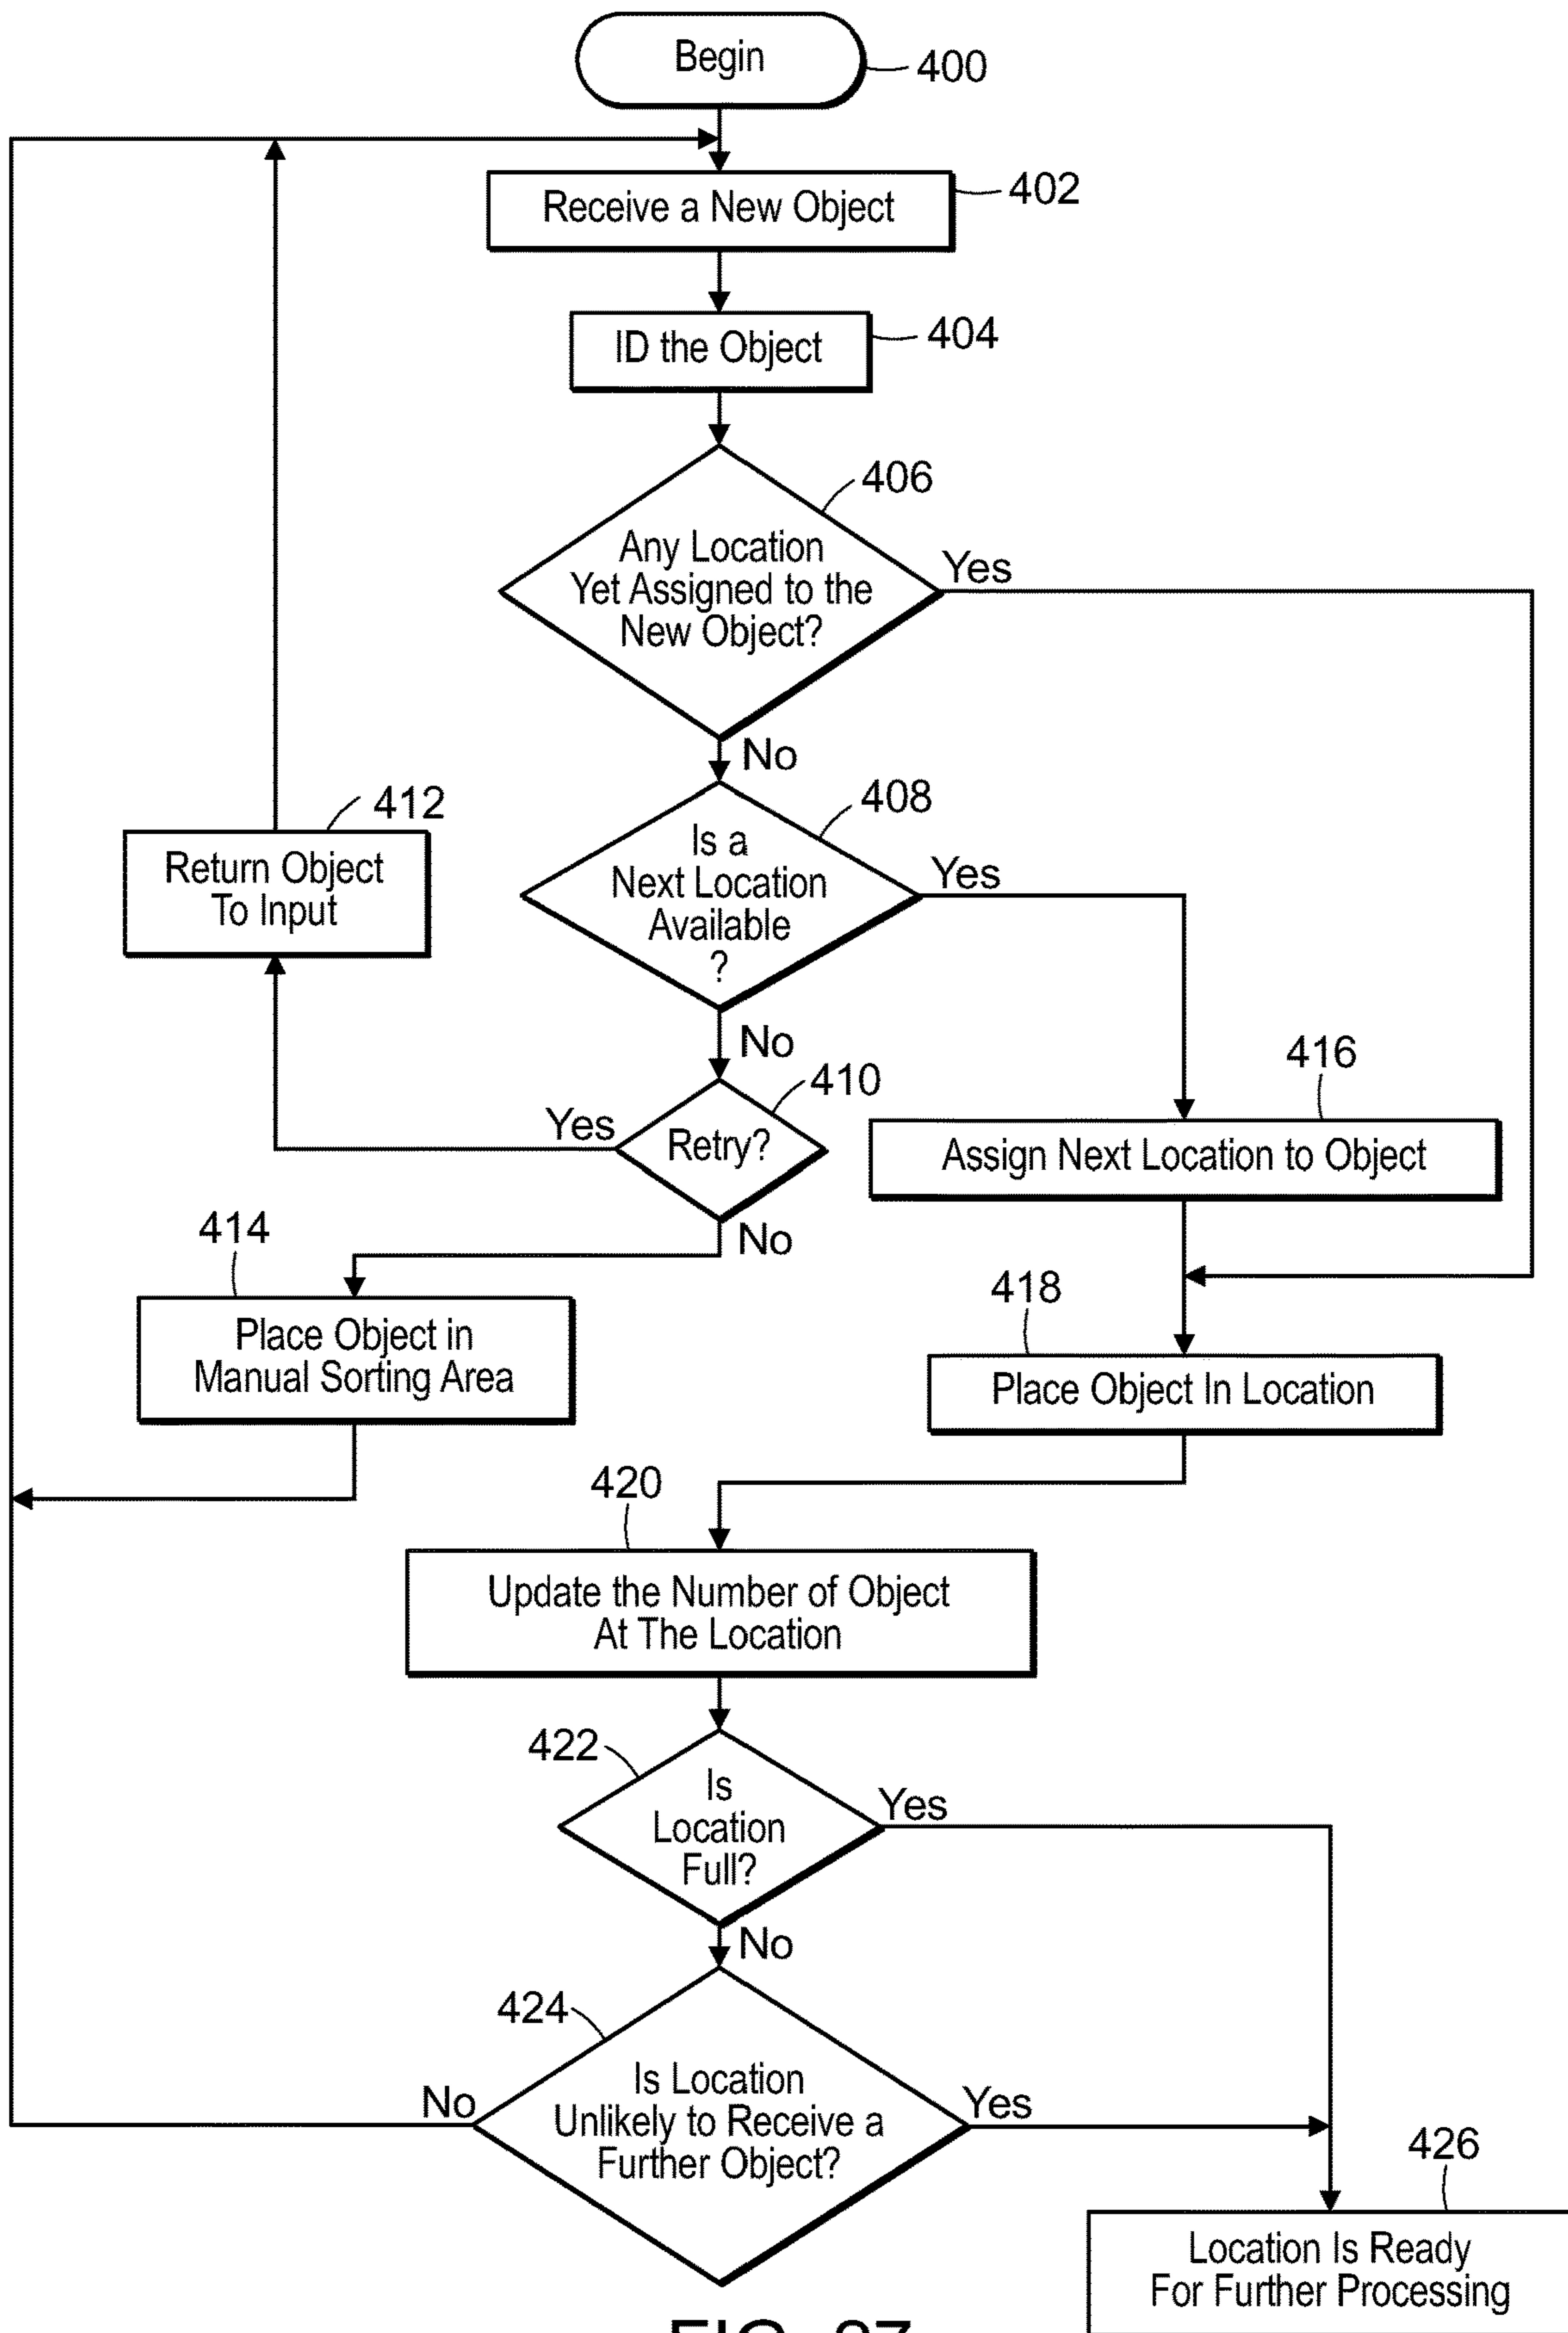 Begin
400
Receive a New Object
402
ID the Object
404
406
Any Location
Yet Assigned to the
New Object?
Yes
No
412
Return Object
To Input
408
Is a
Next Location
Available
?
Yes
No
410
Yes
Retry?
No
416
Assign Next Location to Object
414
Place Object in
Manual Sorting Area
418
Place Object In Location
420
Update the Number of Object
At The Location
422
Is
Location
Full?
Yes
No
424
Is Location
Unlikely to Receive a
Further Object?
No
Yes
426
Location Is Ready
For Further Processing